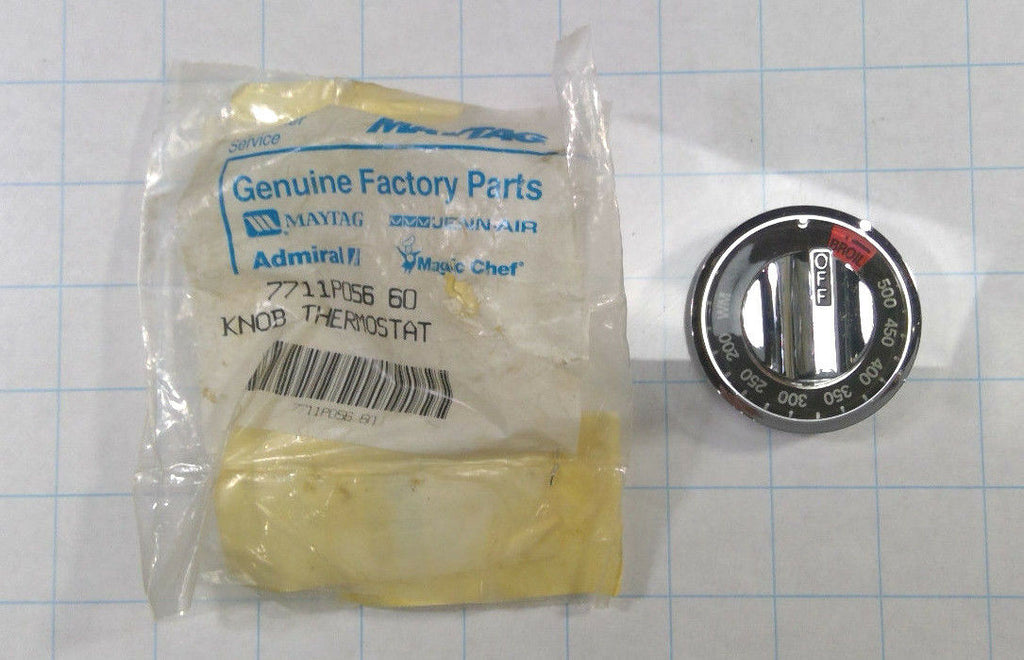 Service
MAYTAG
Genuine Factory Parts
MAYTAG JENN-AIR
Admiral Magic Chef®
7711P056 60
KNOB THERMOSTAT
7711P056 60
OFF
BROIL
500
450
400
350
300
250
200
WM